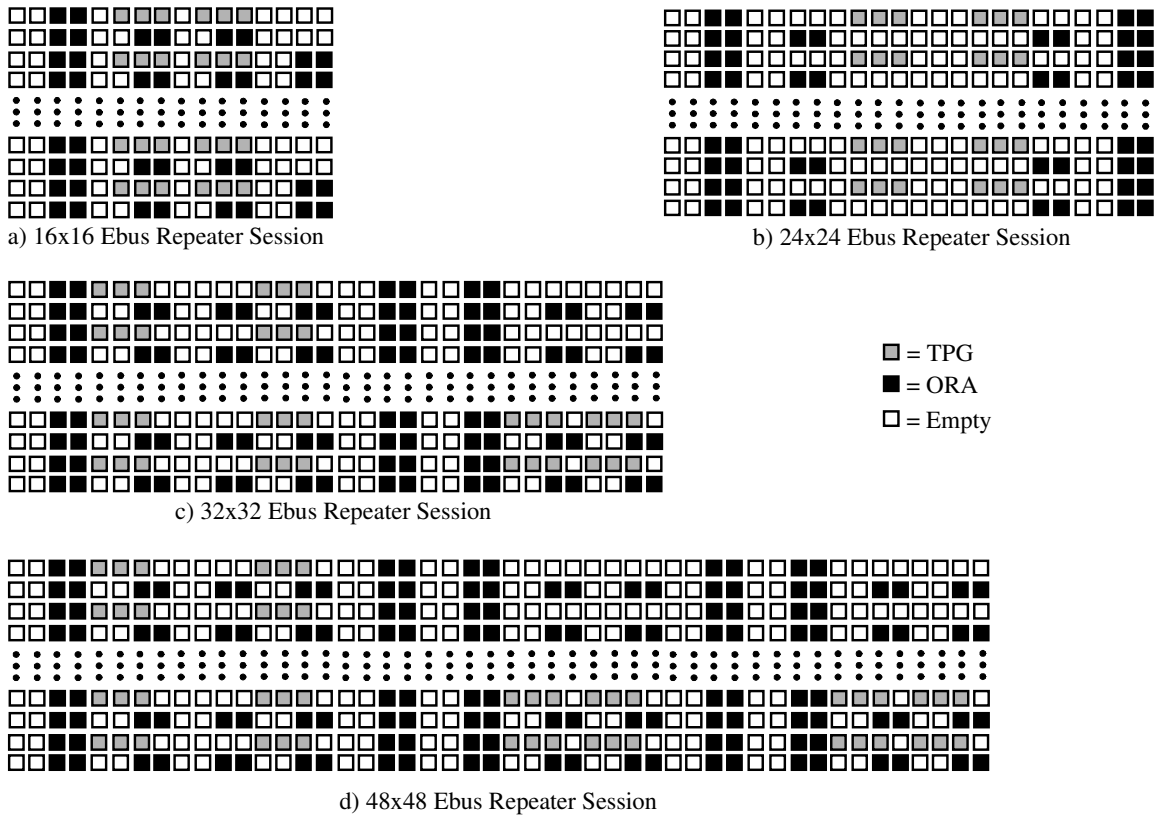 a) 16x16 Ebus Repeater Session
b) 24x24 Ebus Repeater Session
= TPG
= ORA
= Empty
c) 32x32 Ebus Repeater Session
d) 48x48 Ebus Repeater Session